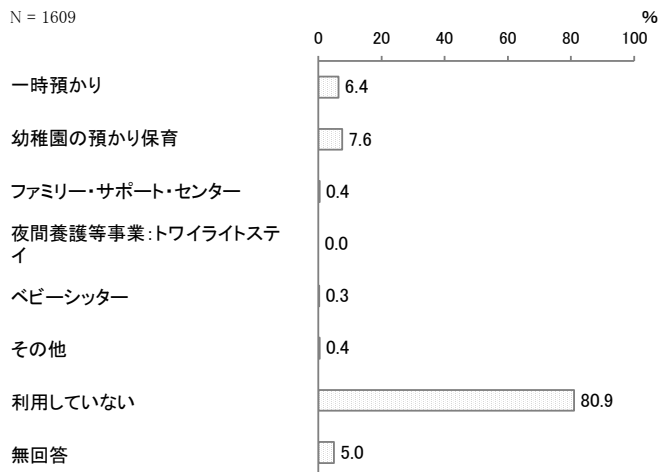 N = 1609
%
0 20 40 60 80 100
一時預かり 6.4
幼稚園の預かり保育 7.6
ファミリー・サポート・センター 0.4
夜間養護等事業：トワイライトステ
イ 0.0
ベビーシッター 0.3
その他 0.4
利用していない 80.9
無回答 5.0